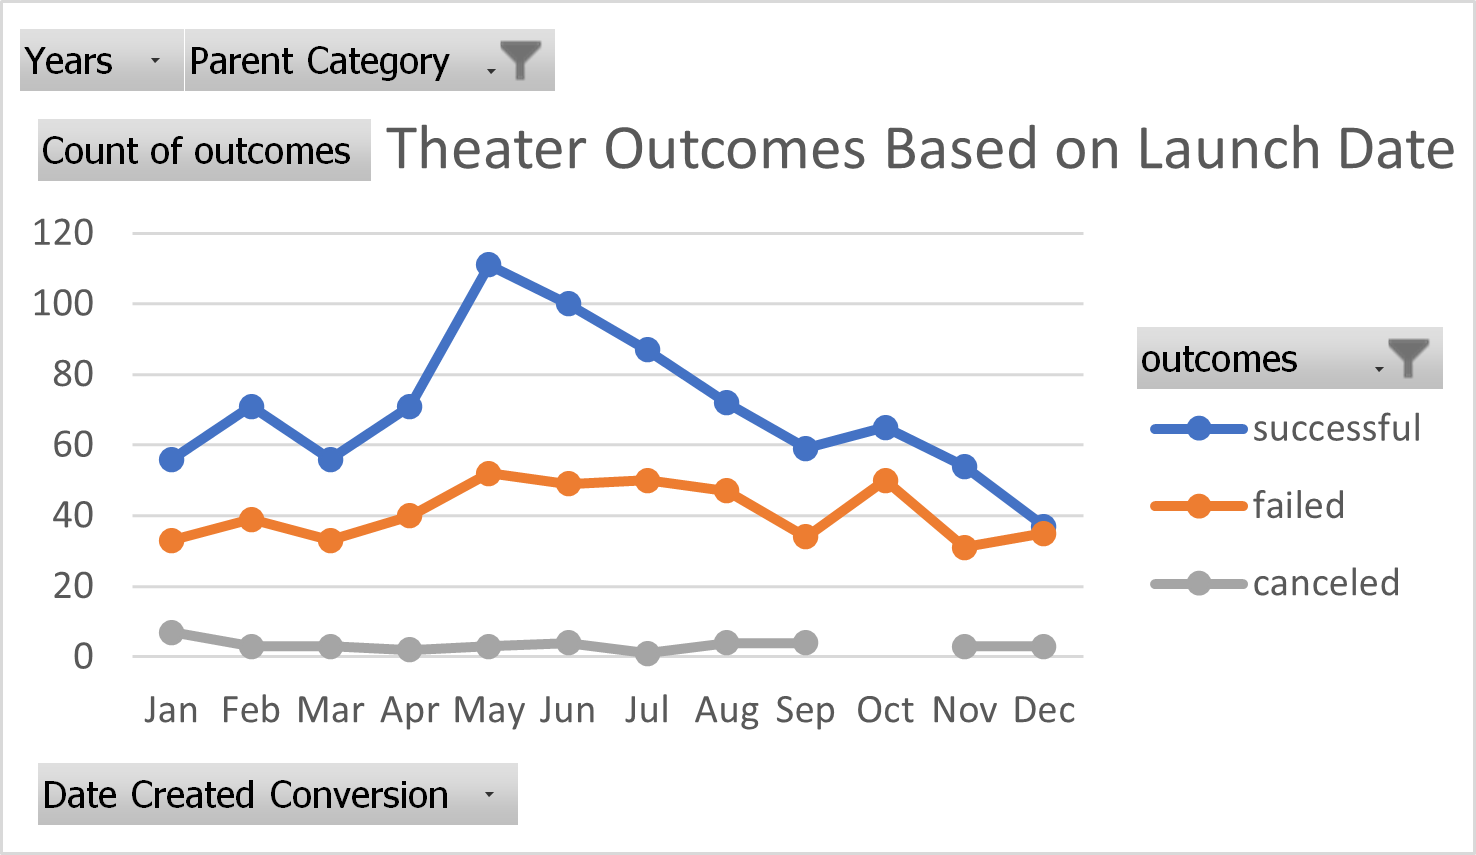 Years Parent Category
Count of outcomes Theater Outcomes Based on Launch Date
120
100
80
60
40
20
0
Jan Feb Mar Apr May Jun Jul Aug Sep Oct Nov Dec
outcomes
successful
failed
canceled
Date Created Conversion